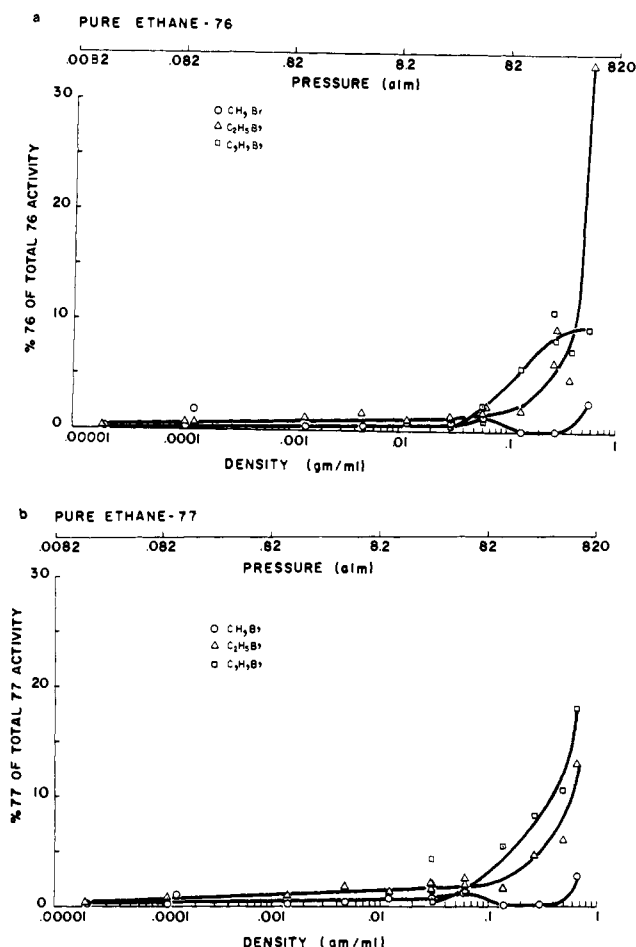 a PURE ETHANE-76
.0082 .082 .82 8.2 82 820
PRESSURE (atm)
30
20
10
0
% 76 OF TOTAL 76 ACTIVITY
○ CH₃Br
△ C₂H₅Br
.00001 .0001 .001 .01 .1 1
DENSITY (gm/ml)
b PURE ETHANE-77
.0082 .082 .82 8.2 82 820
PRESSURE (atm)
30
20
10
0
%77 OF TOTAL 77 ACTIVITY
○ CH₃Br
△ C₂H₅Br
.00001 .0001 .001 .01 .1 1
DENSITY (gm/ml)